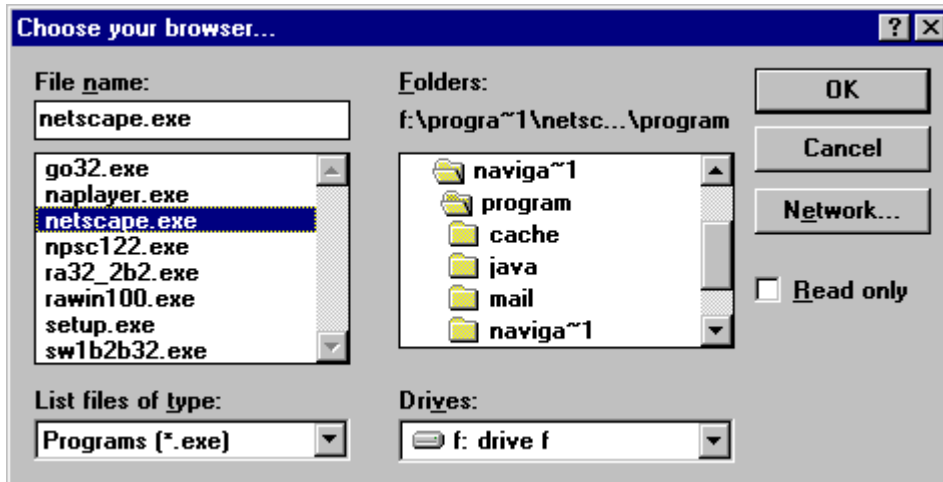 Choose your browser...
File name:
netscape.exe
go32.exe
naplayer.exe
netscape.exe
npsc122.exe
ra32_2b2.exe
rawin100.exe
setup.exe
sw1b2b32.exe
List files of type:
Programs (*.exe)
Folders:
f:\progra~1\netsc...\program
naviga~1
program
cache
java
mail
naviga~1
Drives:
f: drive f
OK
Cancel
Network...
Read only